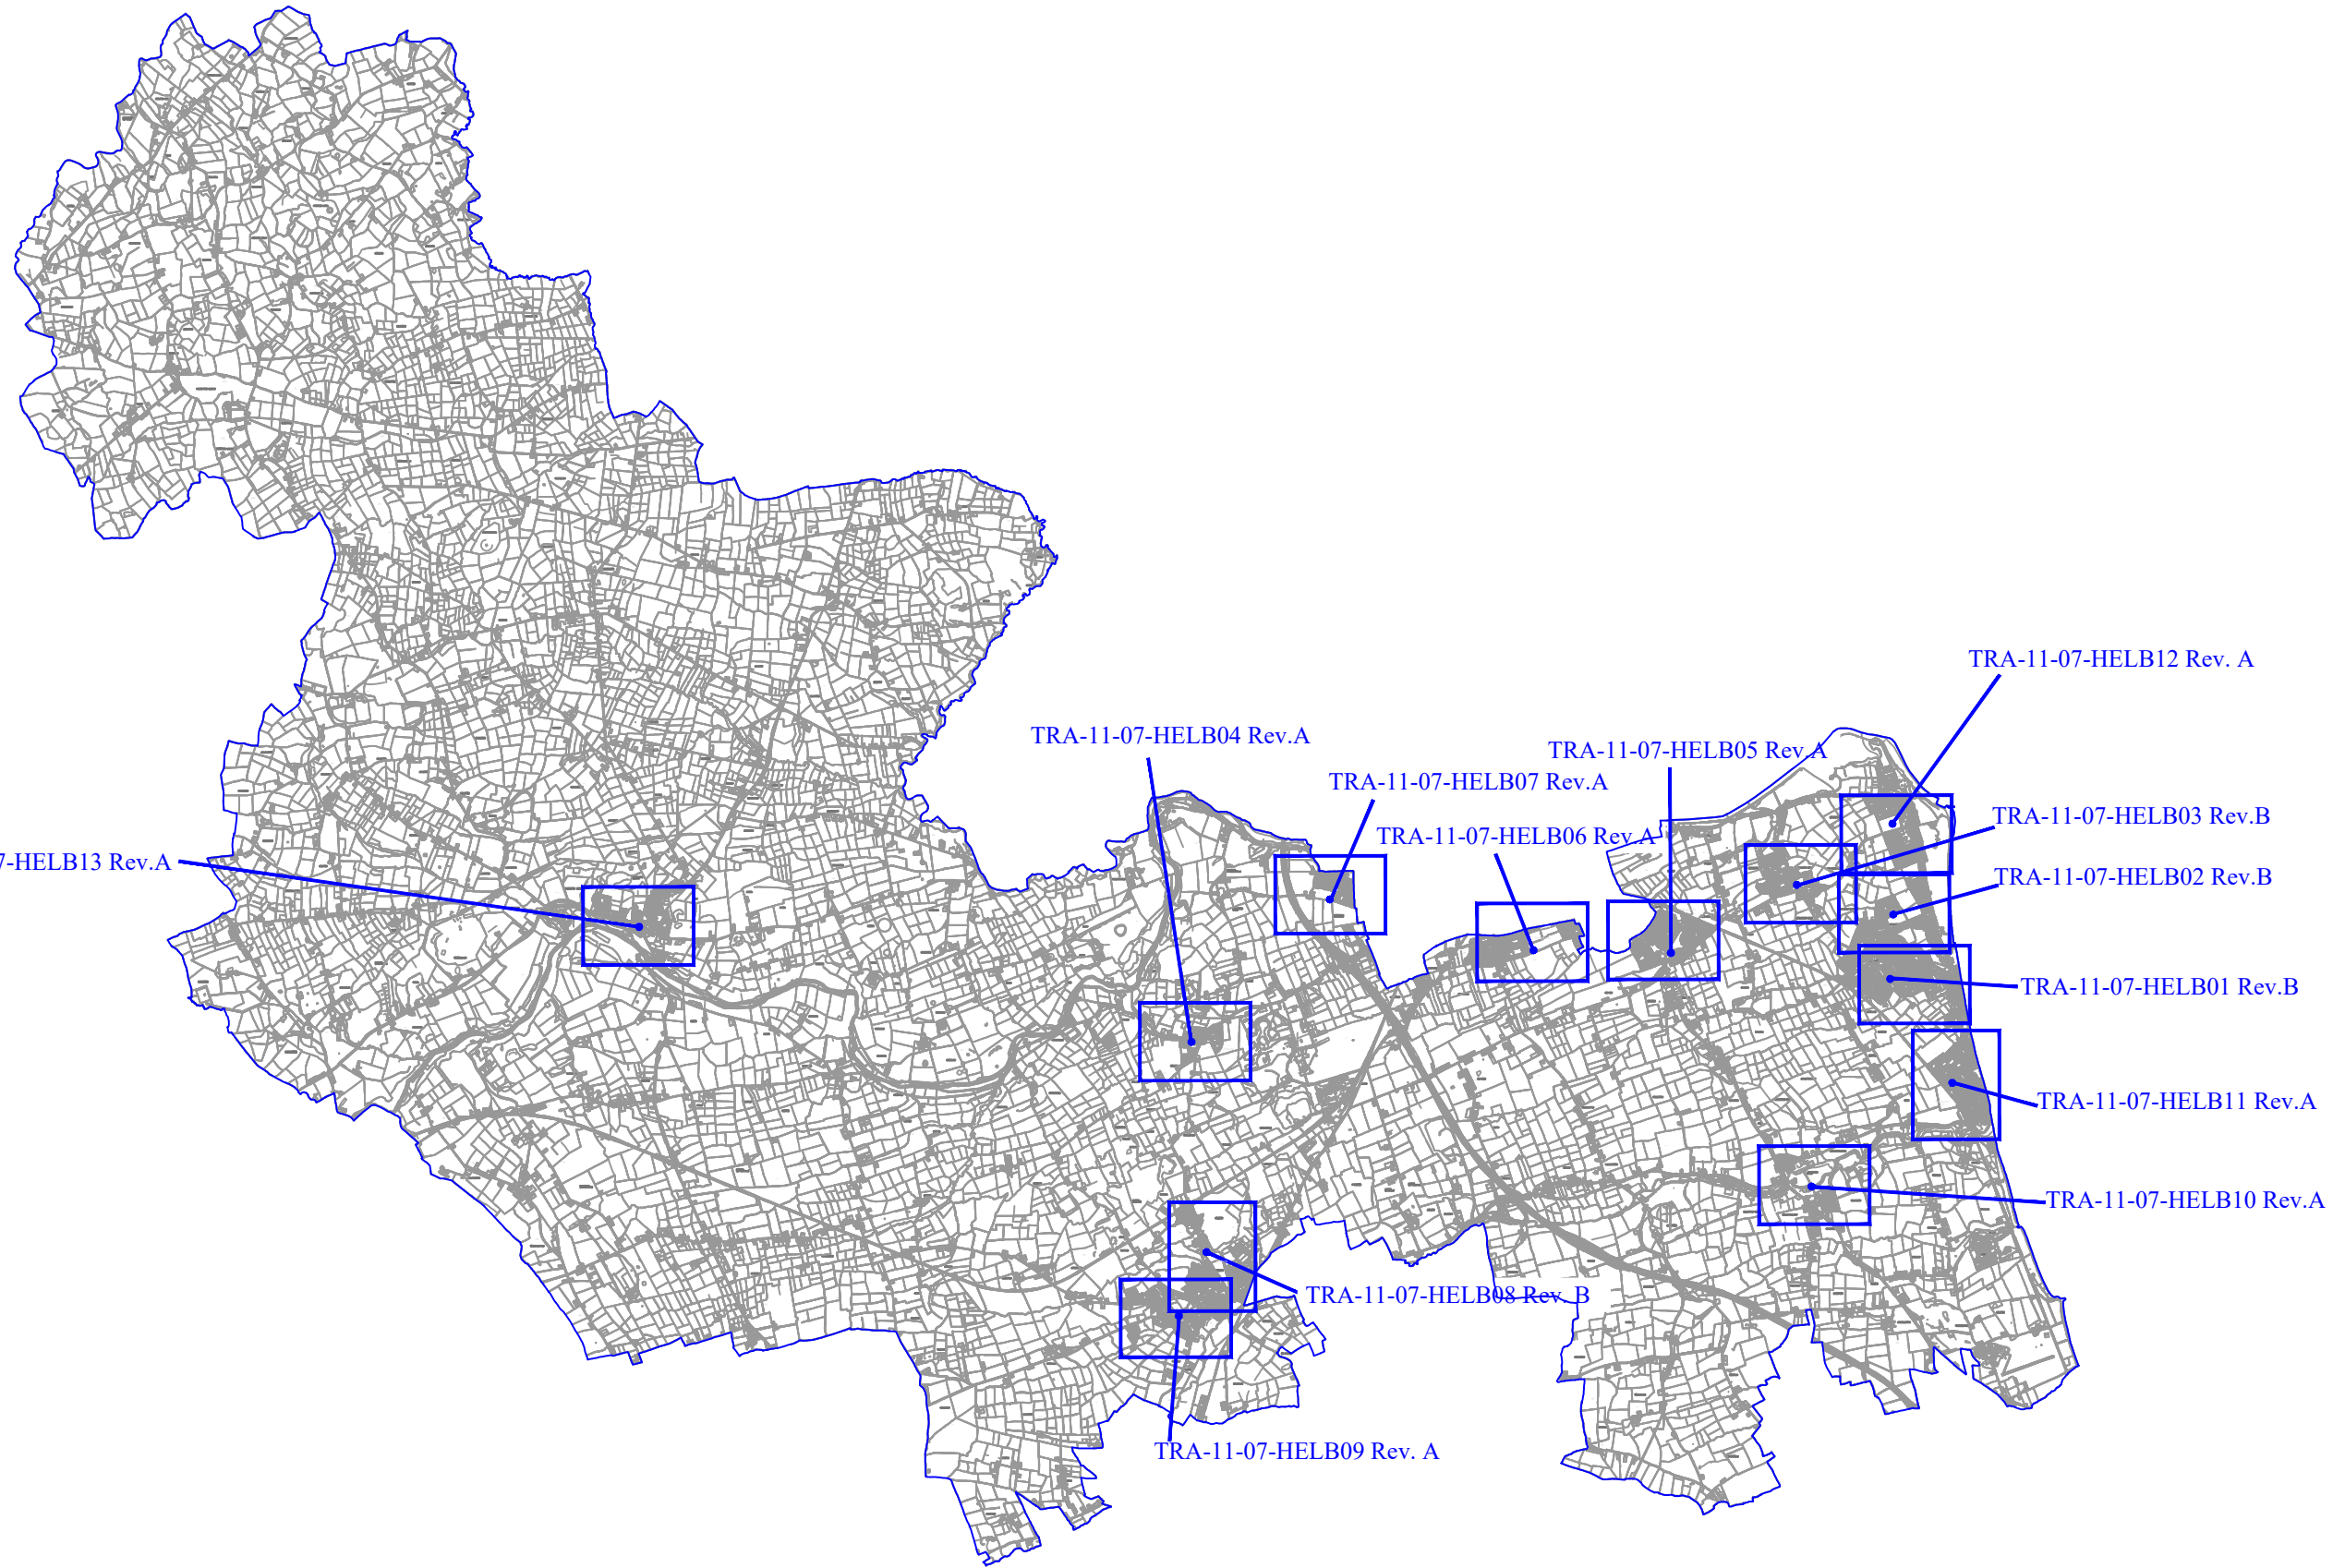 TRA-11-07-HELB12 Rev. A
TRA-11-07-HELB04 Rev.A
TRA-11-07-HELB05 Rev.A
TRA-11-07-HELB07 Rev.A
TRA-11-07-HELB03 Rev.B
TRA-11-07-HELB06 Rev.A
7-HELB13 Rev.A
TRA-11-07-HELB02 Rev.B
TRA-11-07-HELB01 Rev.B
TRA-11-07-HELB11 Rev.A
TRA-11-07-HELB10 Rev.A
TRA-11-07-HELB08 Rev. B
TRA-11-07-HELB09 Rev. A